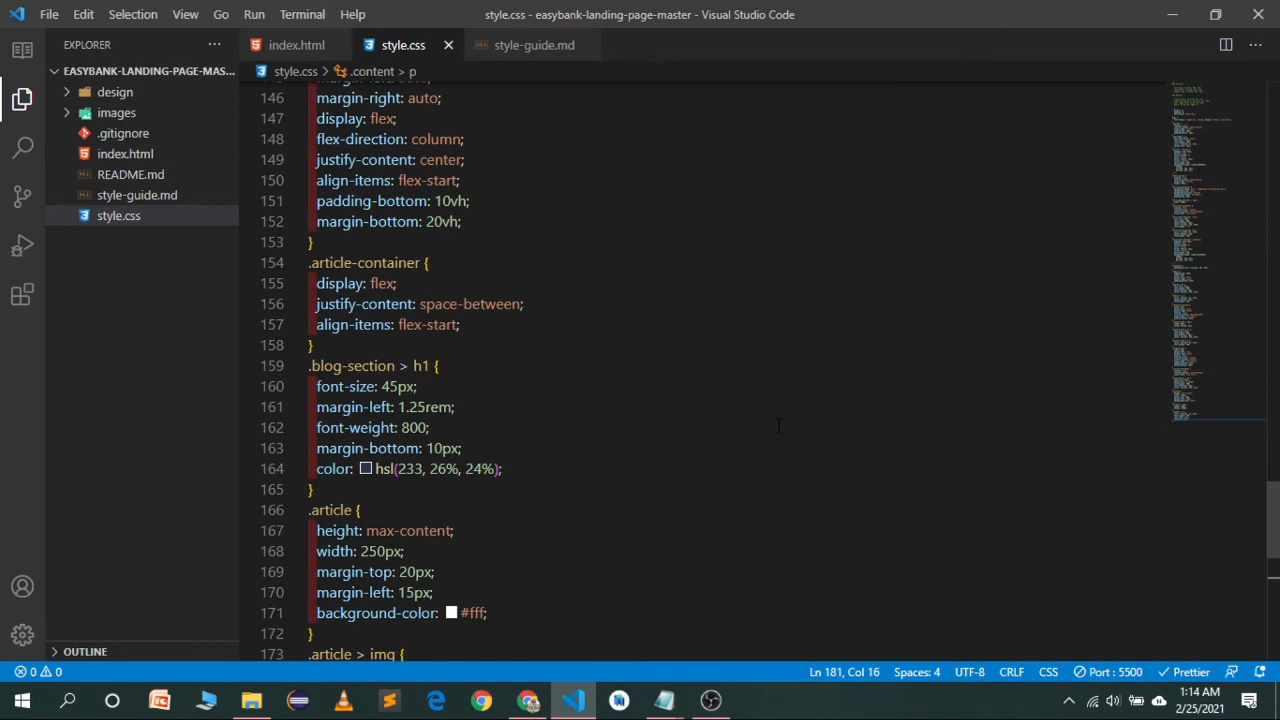 File Edit Selection View Go Run Terminal Help
style.css - easybank-landing-page-master - Visual Studio Code
EXPLORER
index.html
style.css
style-guide.md
EASYBANK-LANDING-PAGE-MAS...
style.css > .content > p
design
images
.gitignore
index.html
README.md
style-guide.md
style.css
146 margin-right: auto;
147 display: flex;
148 flex-direction: column;
149 justify-content: center;
150 align-items: flex-start;
151 padding-bottom: 10vh;
152 margin-bottom: 20vh;
153 }
154 .article-container {
155 display: flex;
156 justify-content: space-between;
157 align-items: flex-start;
158 }
159 .blog-section > h1 {
160 font-size: 45px;
161 margin-left: 1.25rem;
162 font-weight: 800;
163 margin-bottom: 10px;
164 color: hsl(233, 26%, 24%);
165 }
166 .article {
167 height: max-content;
168 width: 250px;
169 margin-top: 20px;
170 margin-left: 15px;
171 background-color: #fff;
172 }
173 .article > img {
OUTLINE
0 0
Ln 181, Col 16 Spaces: 4 UTF-8 CRLF CSS Port : 5500 Prettier
1:14 AM
2/25/2021